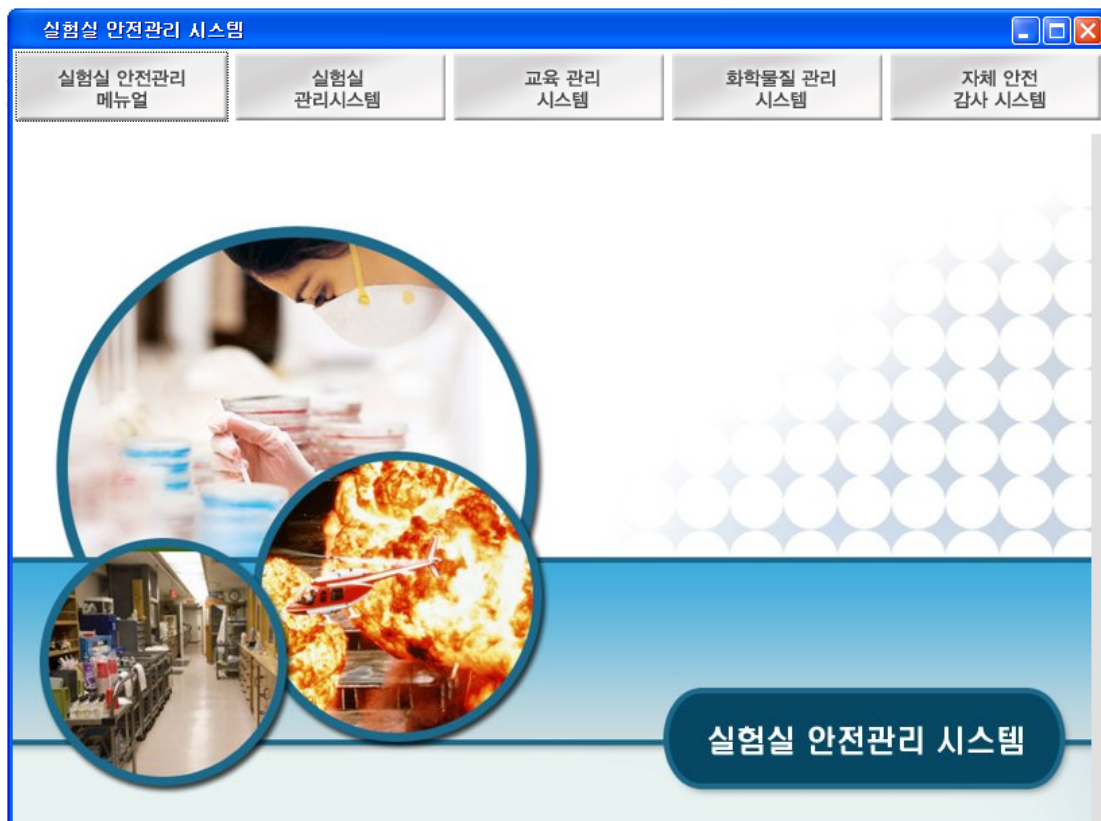 실험실 안전관리 시스템
실험실 안전관리
메뉴얼
실험실
관리시스템
교육 관리
시스템
화학물질 관리
시스템
자체 안전
감사 시스템
실험실 안전관리 시스템